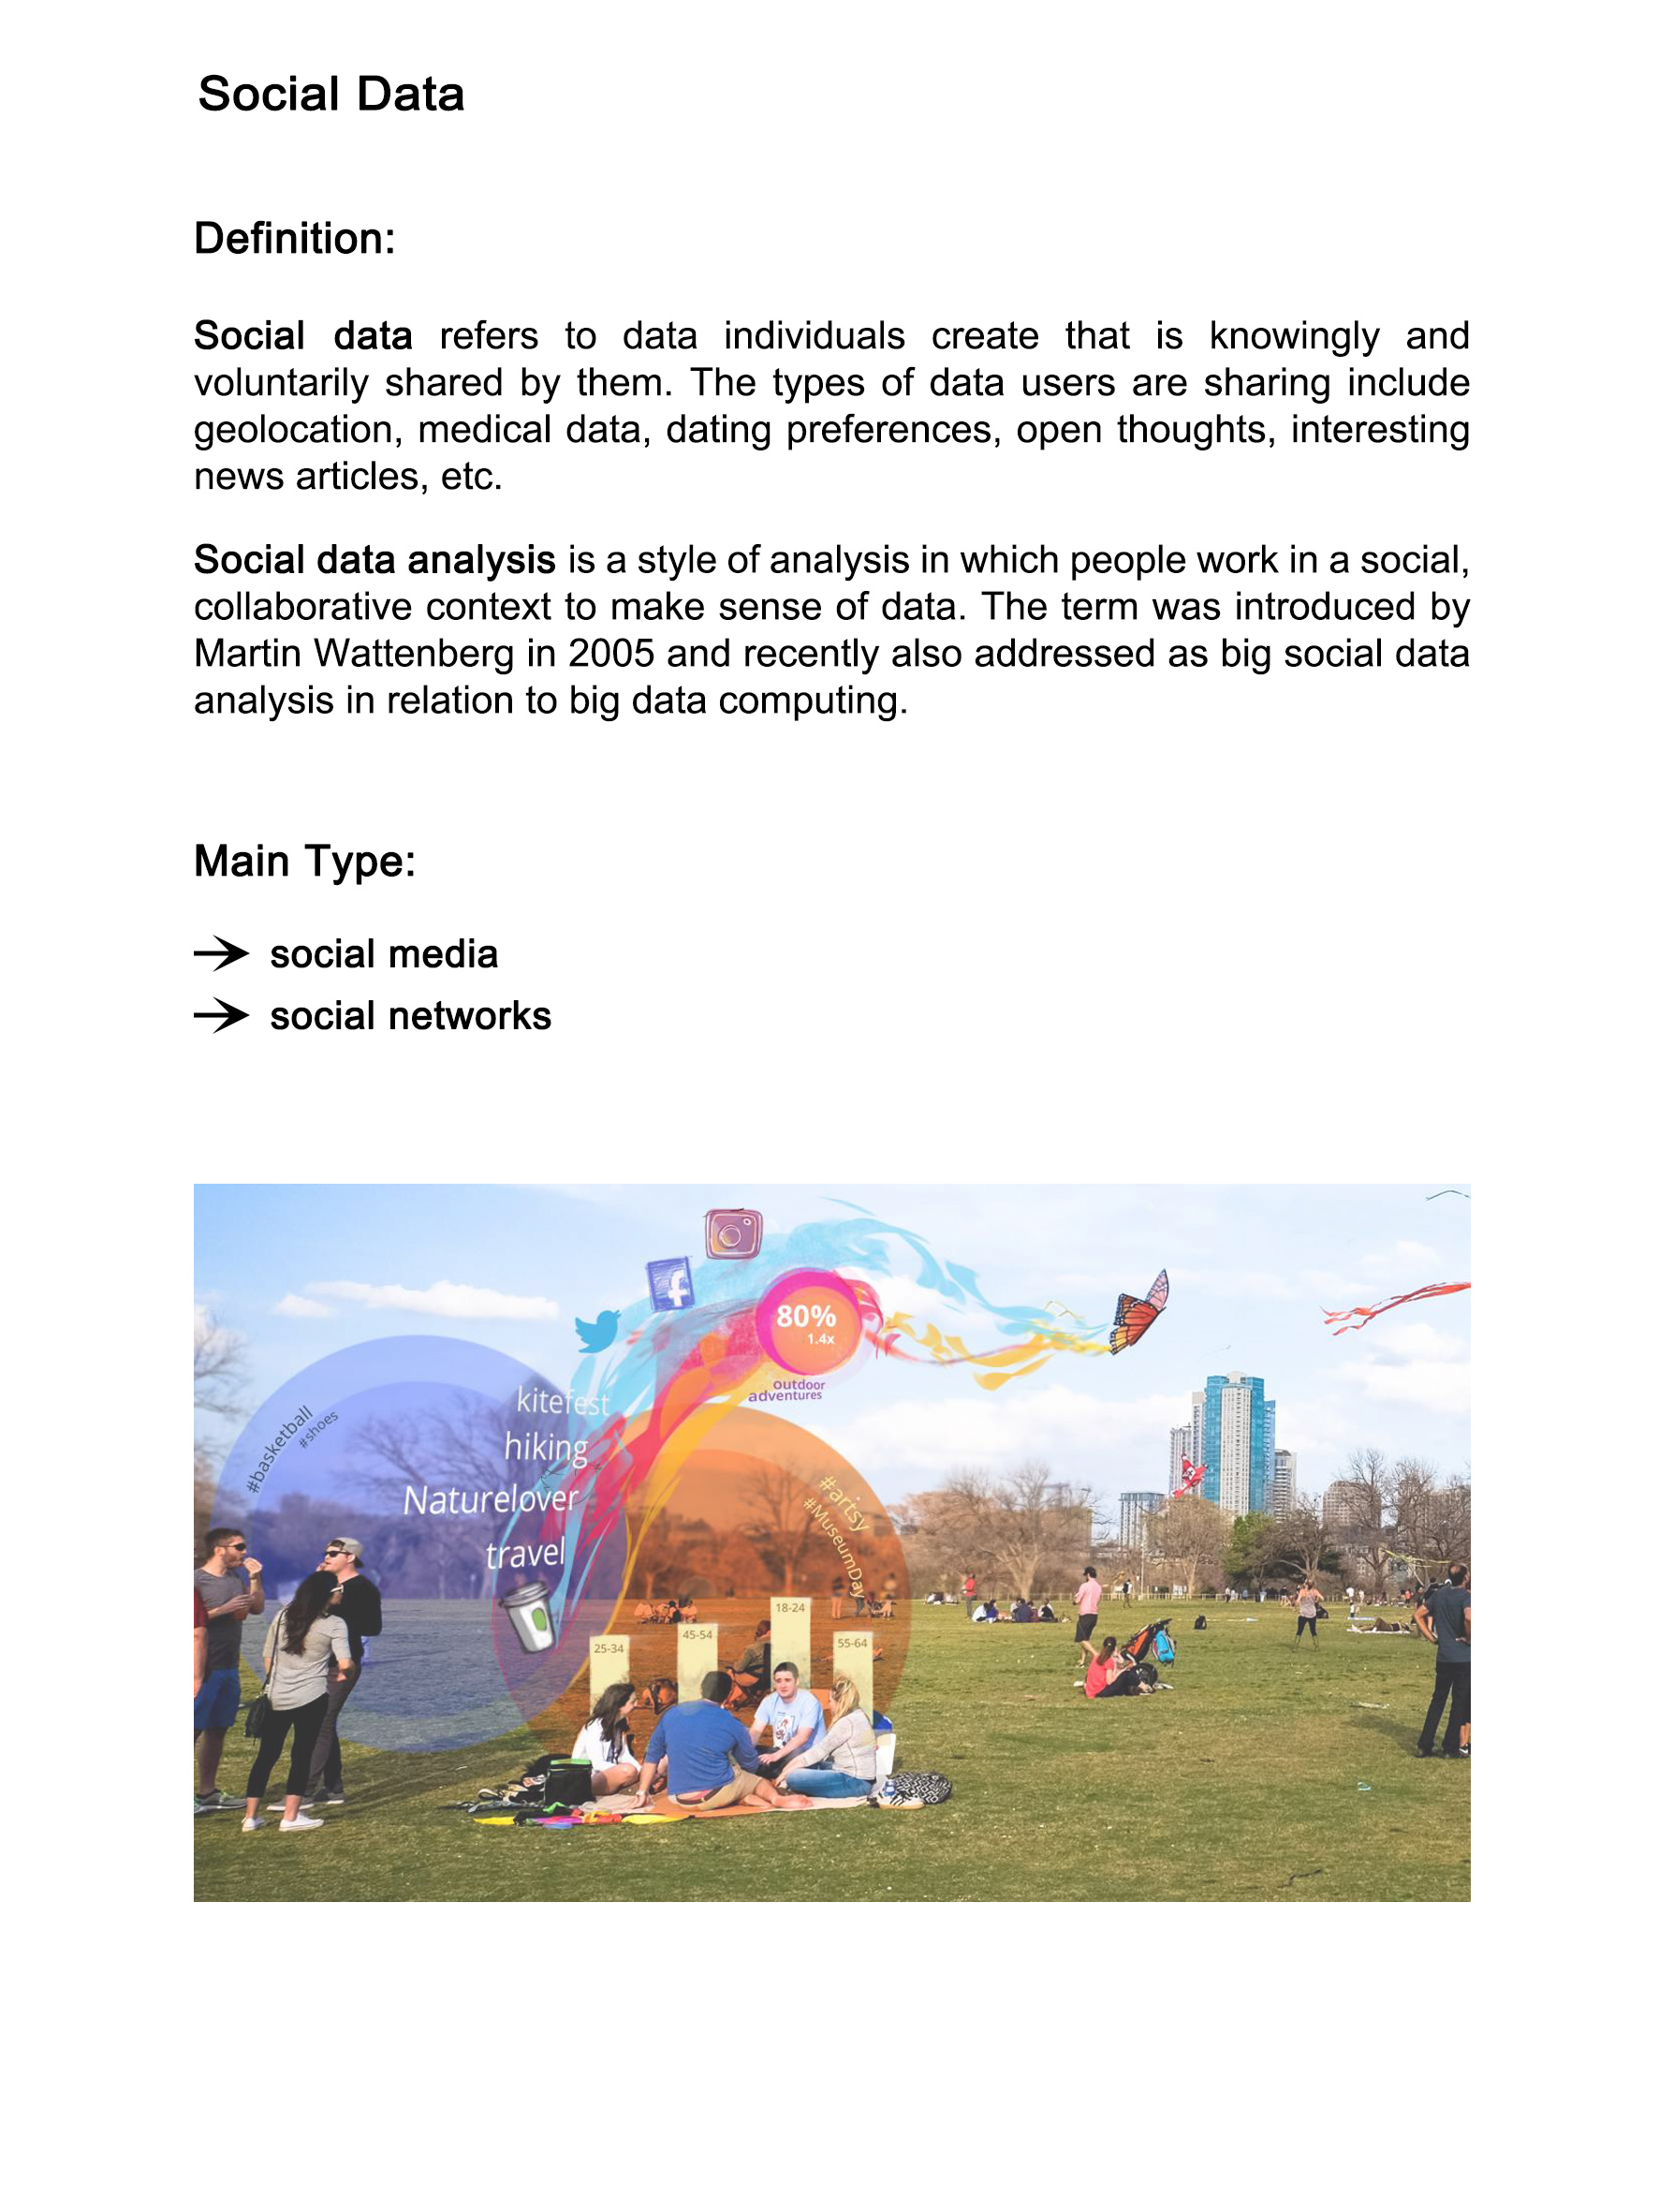 Social Data
Definition:
Social data refers to data individuals create that is knowingly and
voluntarily shared by them. The types of data users are sharing include
geolocation, medical data, dating preferences, open thoughts, interesting
news articles, etc.
Social data analysis is a style of analysis in which people work in a social,
collaborative context to make sense of data. The term was introduced by
Martin Wattenberg in 2005 and recently also addressed as big social data
analysis in relation to big data computing.
Main Type:
→ social media
→ social networks
80%
1.4x
outdoor
adventures
kitefest
hiking
Naturelover
travel
#basketball
#shoes
#artsy
#MuseumDay
25-34
45-54
18-24
55-64